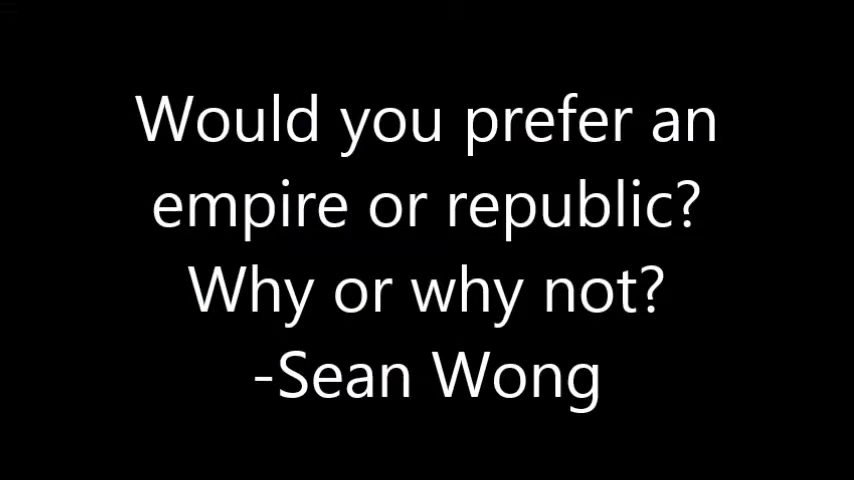 Would you prefer an
empire or republic?
Why or why not?
-Sean Wong